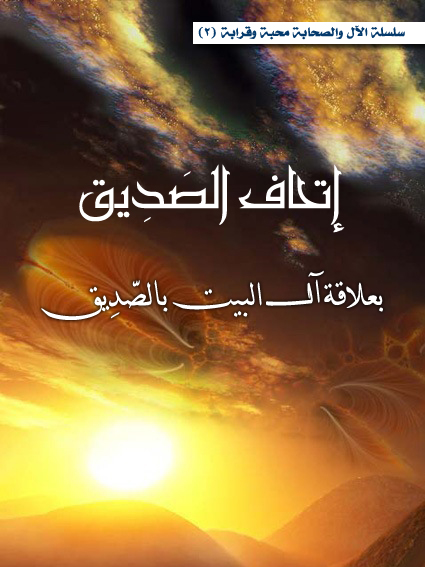 سلسلة الآل والصحابة محبة وقرابة (٢)
إتحاف الصَدِيق
بعلاقة آل البيت بالصّدِيق